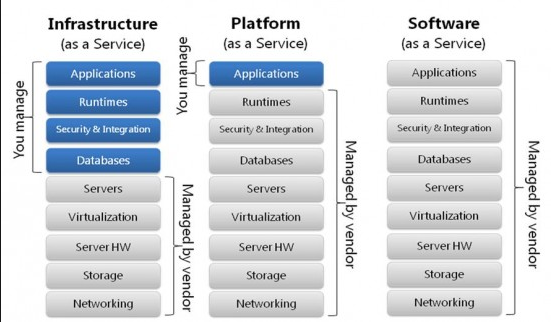 Infrastructure
(as a Service)
You manage
Applications
Runtimes
Security & Integration
Databases
Servers
Virtualization
Server HW
Storage
Networking
Managed by vendor
Platform
(as a Service)
You manage
Applications
Runtimes
Security & Integration
Databases
Servers
Virtualization
Server HW
Storage
Networking
Managed by vendor
Software
(as a Service)
Applications
Runtimes
Security & Integration
Databases
Servers
Virtualization
Server HW
Storage
Networking
Managed by vendor